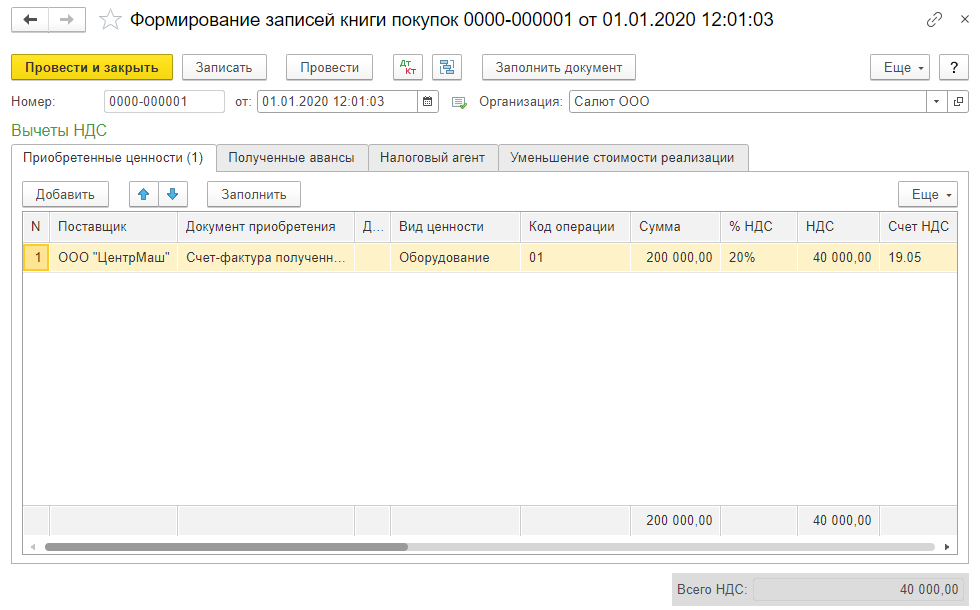 Формирование записей книги покупок 0000-000001 от 01.01.2020 12:01:03
Провести и закрыть Записать Провести Дт Кт Заполнить документ Еще ?
Номер: 0000-000001 от: 01.01.2020 12:01:03 Организация: Салют ООО
Вычеты НДС
Приобретенные ценности (1) Полученные авансы Налоговый агент Уменьшение стоимости реализации
Добавить Заполнить Еще
N Поставщик Документ приобретения Д... Вид ценности Код операции Сумма % НДС НДС Счет НДС
1 ООО "ЦентрМаш" Счет-фактура полученн... Оборудование 01 200 000,00 20% 40 000,00 19.05
200 000,00 40 000,00
Всего НДС: 40 000,00